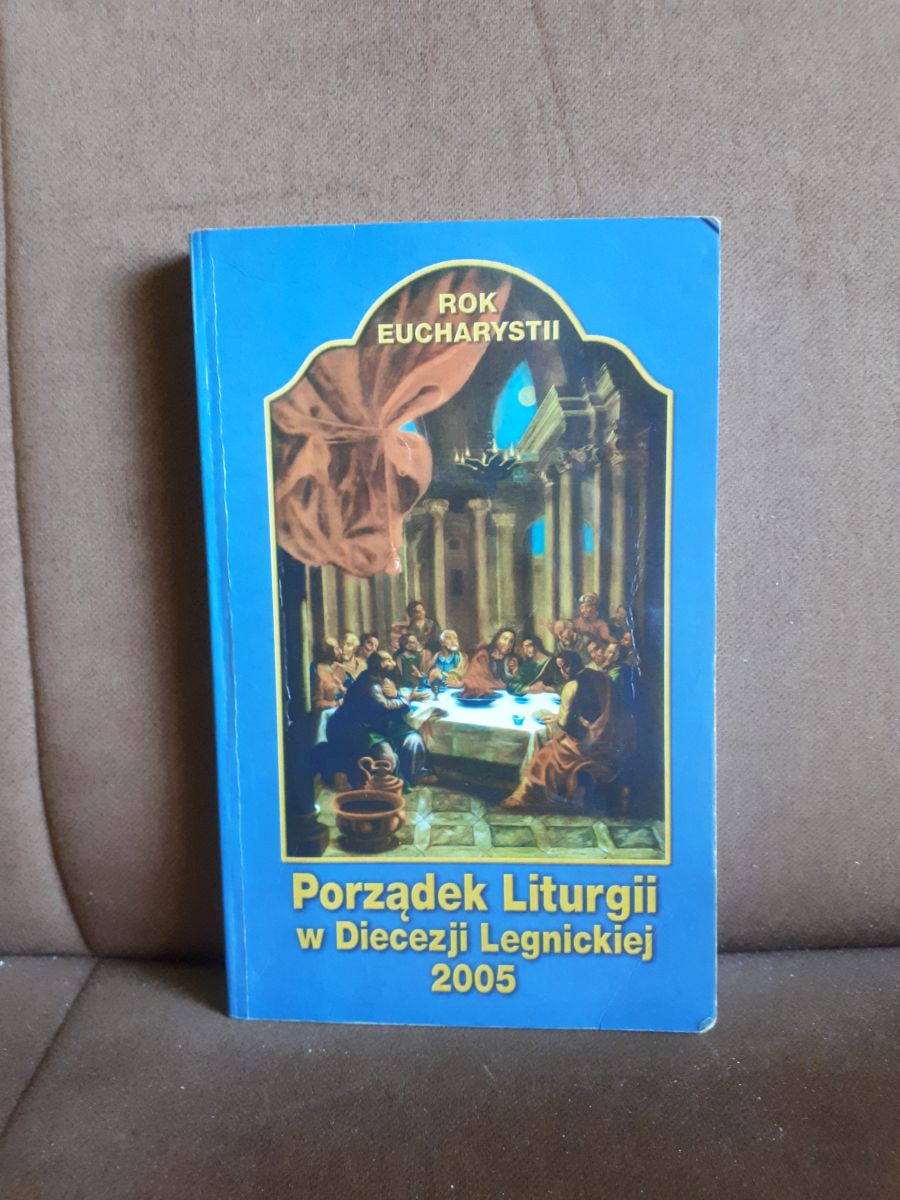 ROK
EUCHARYSTII
Porządek Liturgii
w Diecezji Legnickiej
2005